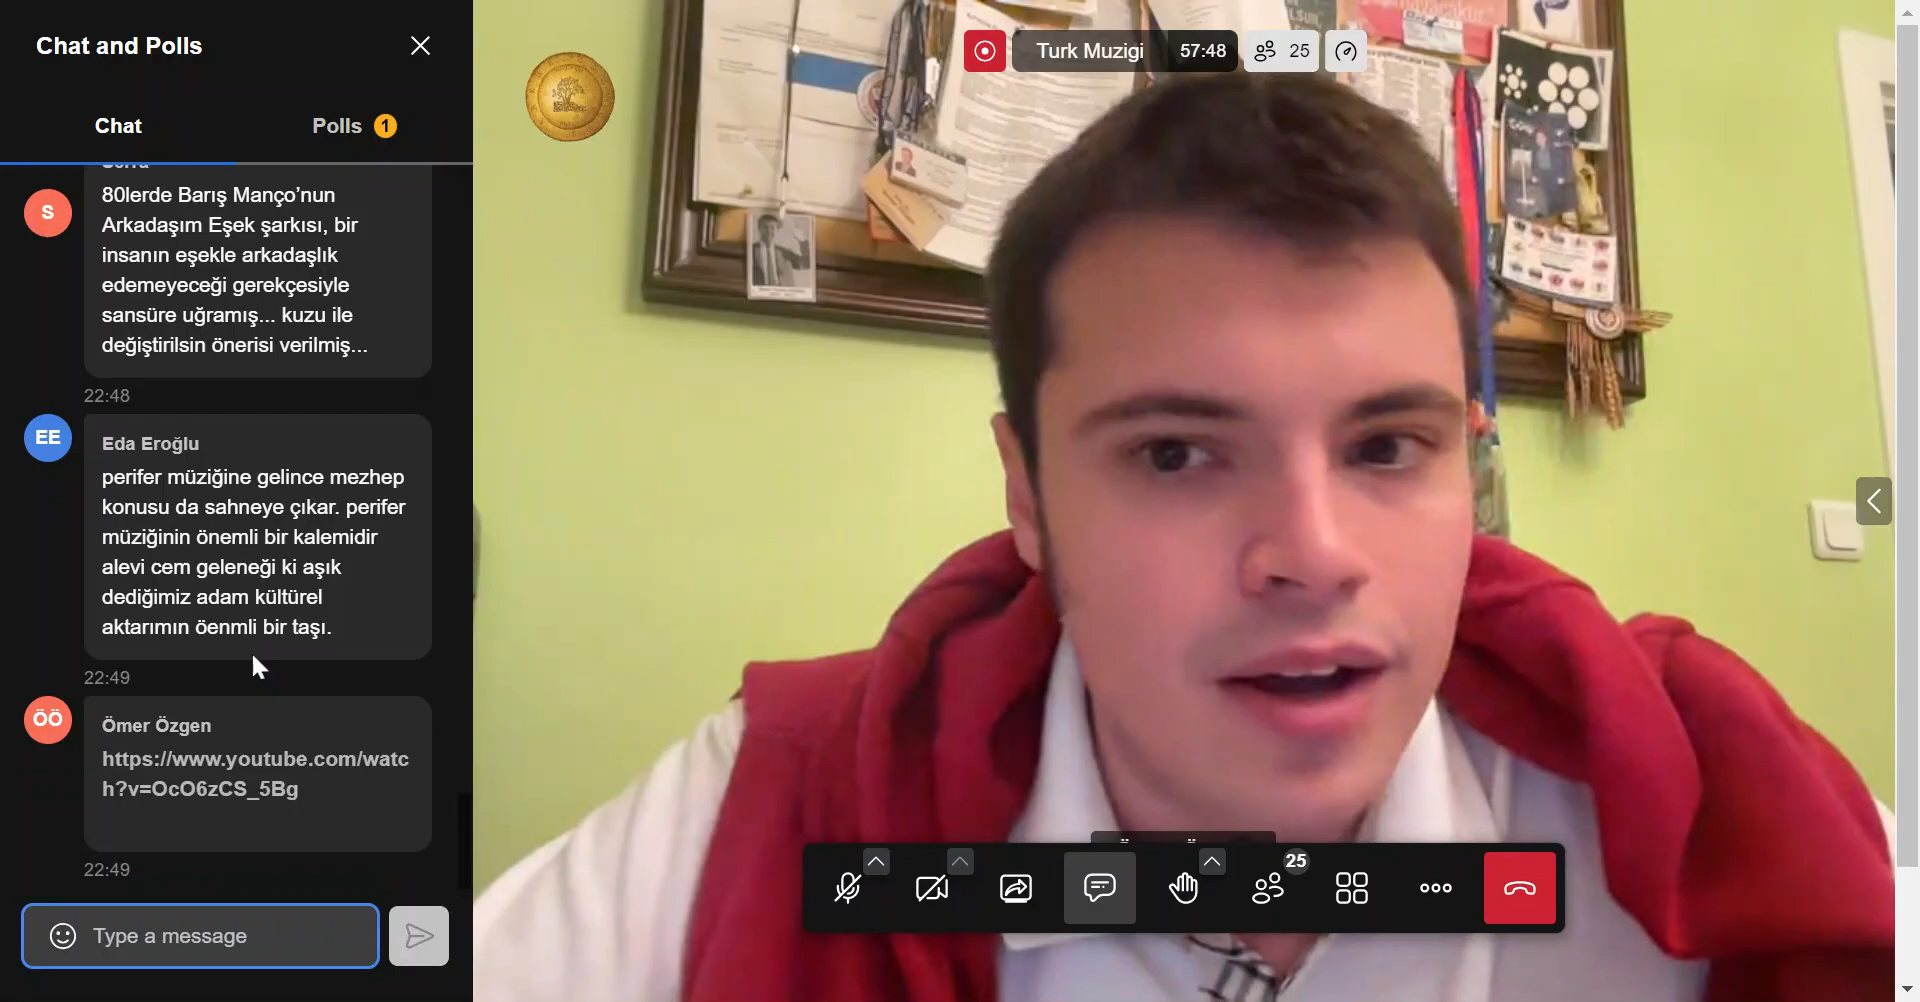 Chat and Polls
Chat
Polls 1
80lerde Barış Manço’nun
Arkadaşım Eşek şarkısı, bir
insanın eşekle arkadaşlık
edemeyeceği gerekçesiyle
sansüre uğramış... kuzu ile
değiştirilsin önerisi verilmiş...
22:48
S
EE
Eda Eroğlu
perifer müziğine gelince mezhep
konusu da sahneye çıkar. perifer
müziğinin önemli bir kalemidir
alevi cem geleneği ki aşık
dediğimiz adam kültürel
aktarımın öenmli bir taşı.
22:49
ÖÖ
Ömer Özgen
https://www.youtube.com/watc
h?v=OcO6zCS_5Bg
22:49
Type a message
Turk Muzigi
57:48
25
25